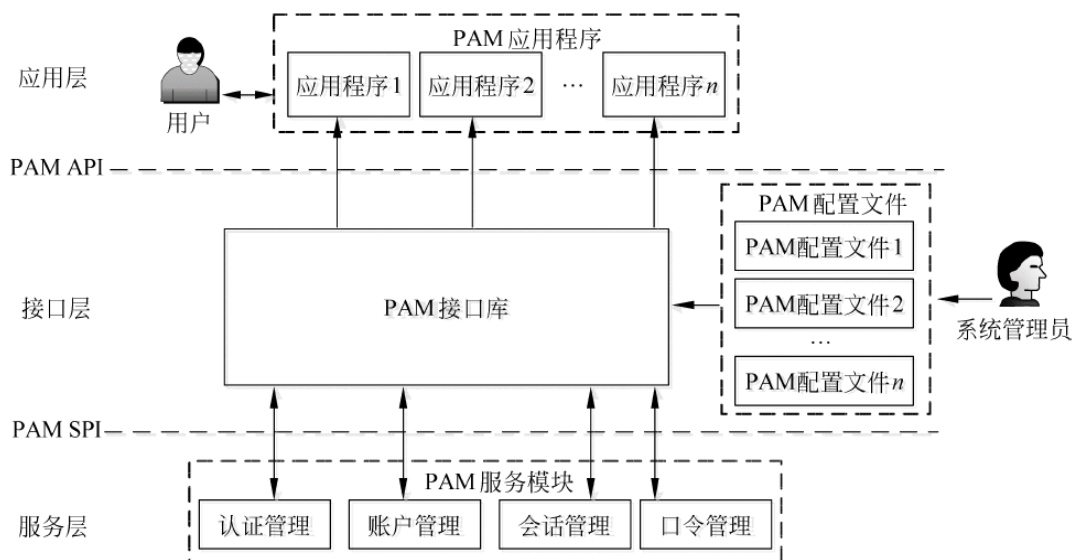 PAM应用程序
应用层
应用程序1
应用程序2
…
应用程序n
用户
PAM API
PAM配置文件
PAM配置文件1
接口层
PAM接口库
PAM配置文件2
…
系统管理员
PAM配置文件n
PAM SPI
PAM服务模块
服务层
认证管理
账户管理
会话管理
口令管理